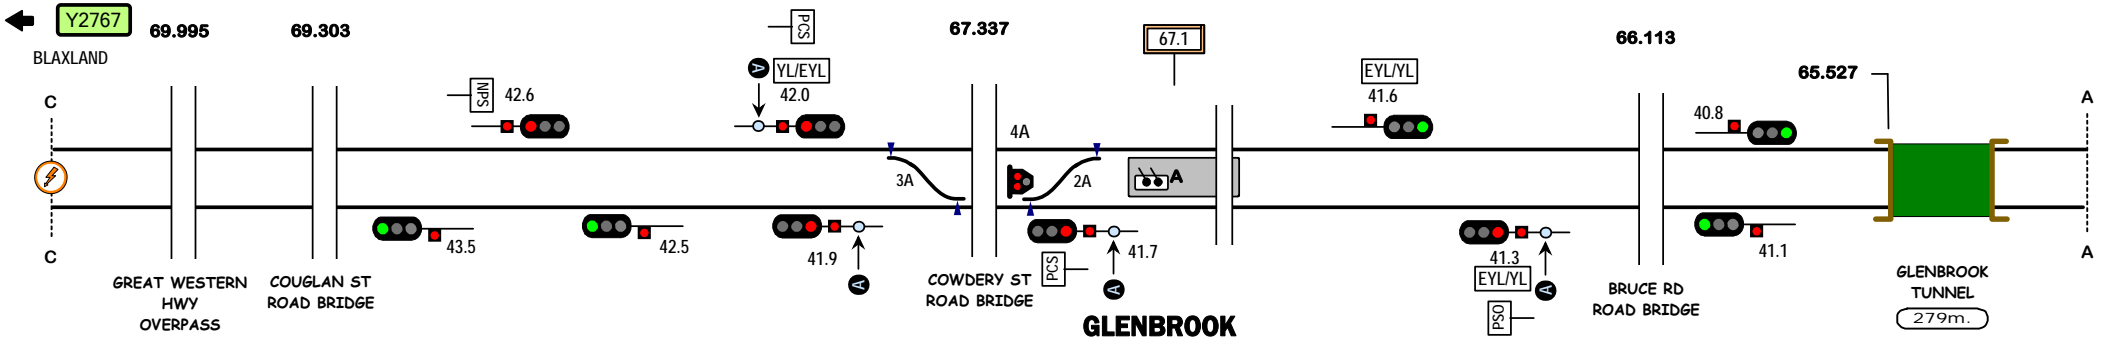 Y2767
BLAXLAND
69.995
69.303
67.337
67.1
66.113
65.527
PCS
A
YL/EYL
42.0
NPS
42.6
EYL/YL
41.6
40.8
C
A
4A
3A
2A
A
C
A
43.5
42.5
41.9
A
41.7
PCS
A
41.3
EYL/YL
A
PSO
41.1
GREAT WESTERN
HWY
OVERPASS
COUGLAN ST
ROAD BRIDGE
COWDERY ST
ROAD BRIDGE
GLENBROOK
BRUCE RD
ROAD BRIDGE
GLENBROOK
TUNNEL
279m.